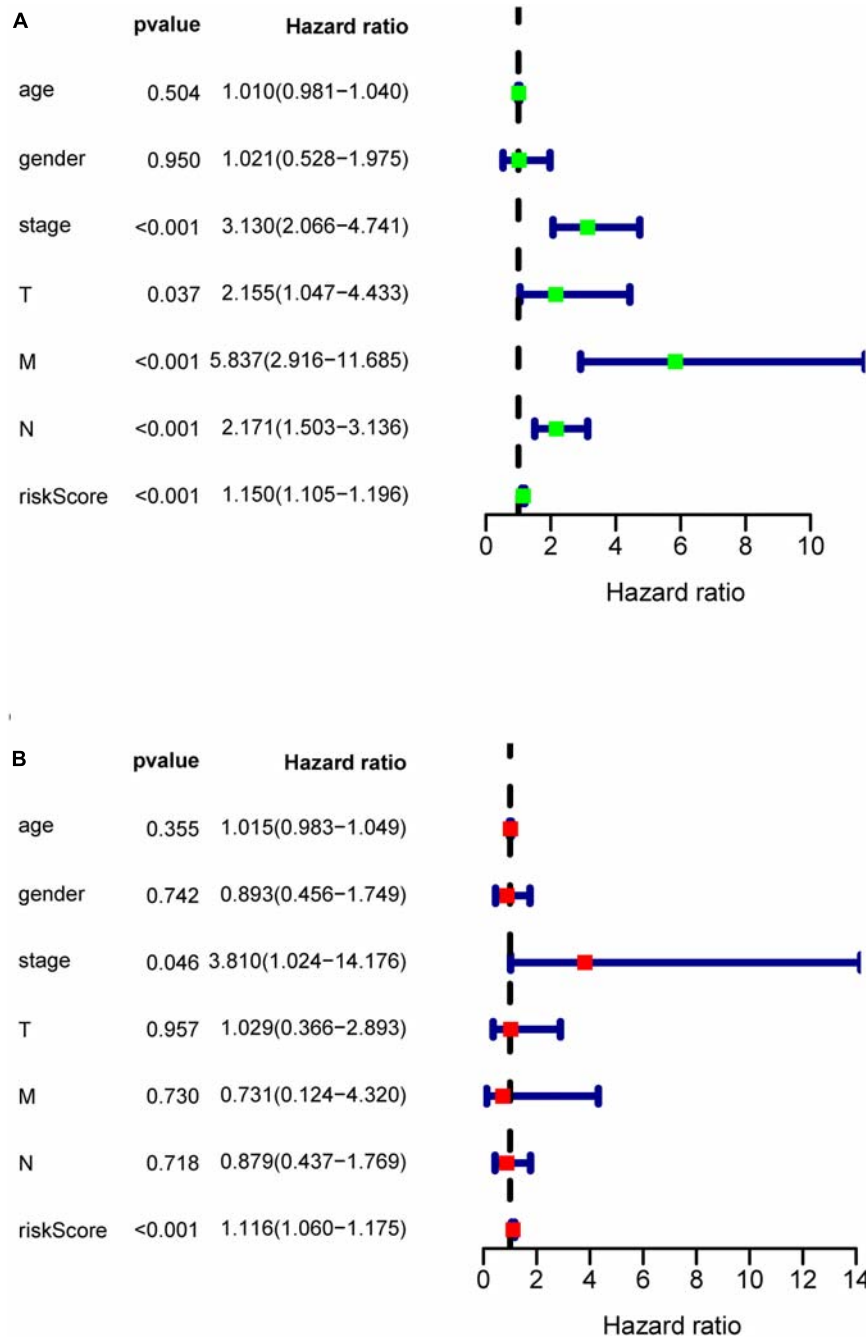 A
pvalue Hazard ratio
age 0.504 1.010(0.981−1.040)
gender 0.950 1.021(0.528−1.975)
stage <0.001 3.130(2.066−4.741)
T 0.037 2.155(1.047−4.433)
M <0.001 5.837(2.916−11.685)
N <0.001 2.171(1.503−3.136)
riskScore <0.001 1.150(1.105−1.196)
0 2 4 6 8 10
Hazard ratio
B
pvalue Hazard ratio
age 0.355 1.015(0.983−1.049)
gender 0.742 0.893(0.456−1.749)
stage 0.046 3.810(1.024−14.176)
T 0.957 1.029(0.366−2.893)
M 0.730 0.731(0.124−4.320)
N 0.718 0.879(0.437−1.769)
riskScore <0.001 1.116(1.060−1.175)
0 2 4 6 8 10 12 14
Hazard ratio